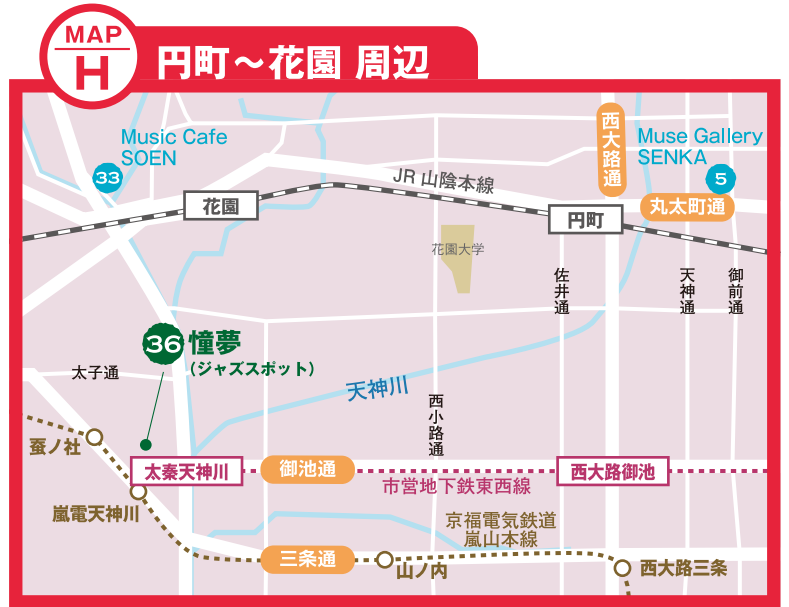 MAP
H
円町～花園 周辺
Music Cafe
SOEN
33
西大路通
Muse Gallery
SENKA
5
丸太町通
JR 山陰本線
花園
円町
花園大学
佐井通
天神通
御前通
36 憧夢
(ジャズスポット)
太子通
天神川
西小路通
蚕ノ社
太秦天神川
御池通
西大路御池
市営地下鉄東西線
嵐電天神川
京福電気鉄道
嵐山本線
三条通
山ノ内
西大路三条